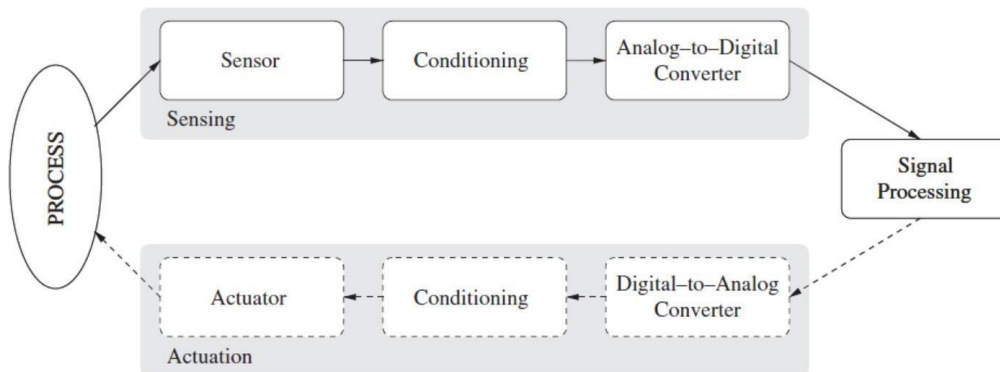 Sensor
Conditioning
Analog–to–Digital
Converter
Sensing
PROCESS
Signal
Processing
Actuator
Conditioning
Digital–to–Analog
Converter
Actuation